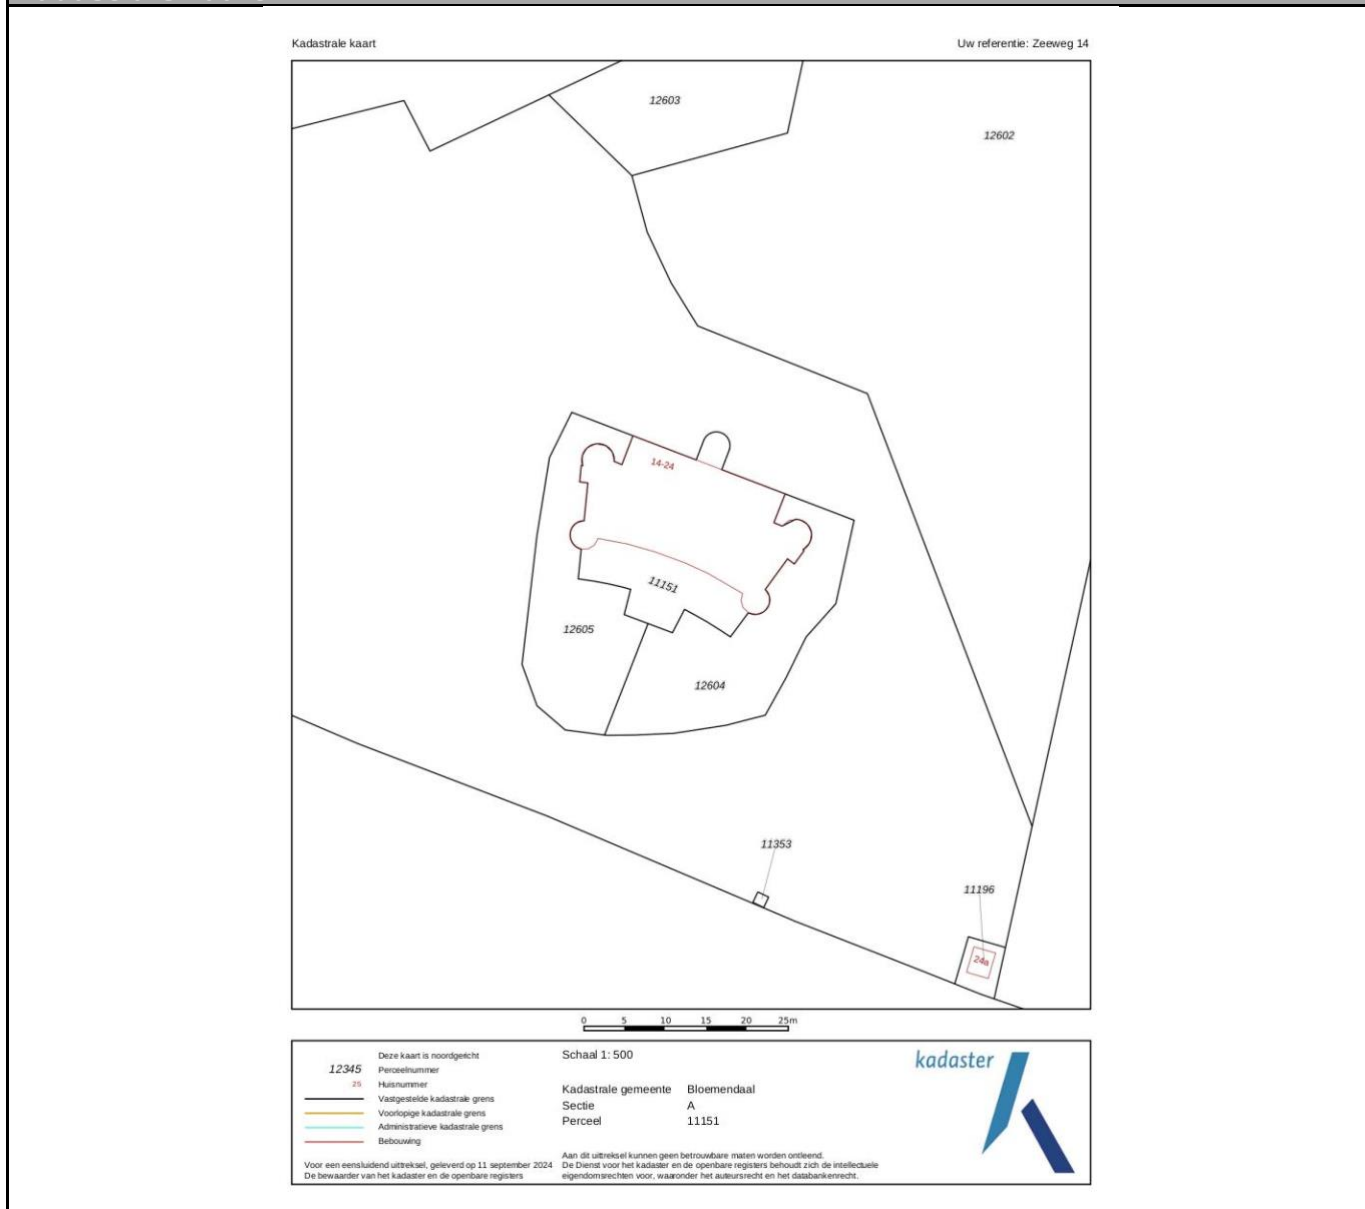 Kadastrale kaart
Uw referentie: Zeeweg 14
12603
12602
14-24
11151
12605
12604
11353
11196
24a
0 5 10 15 20 25m
12345
25
Deze kaart is noordgericht
Perceelnummer
Huisnummer
Vastgestelde kadastrale grens
Voorlopige kadastrale grens
Administratieve kadastrale grens
Bebouwing
Voor een eensluidend uittreksel, geleverd op 11 september 2024
De bewaarder van het kadaster en de openbare registers
Schaal 1: 500
Kadastrale gemeente Bloemendaal
Sectie A
Perceel 11151
Aan dit uittreksel kunnen geen betrouwbare maten worden ontleend.
De Dienst voor het kadaster en de openbare registers behoudt zich de intellectuele
eigendomsrechten voor, waaronder het auteursrecht en het databankenrecht.
kadaster